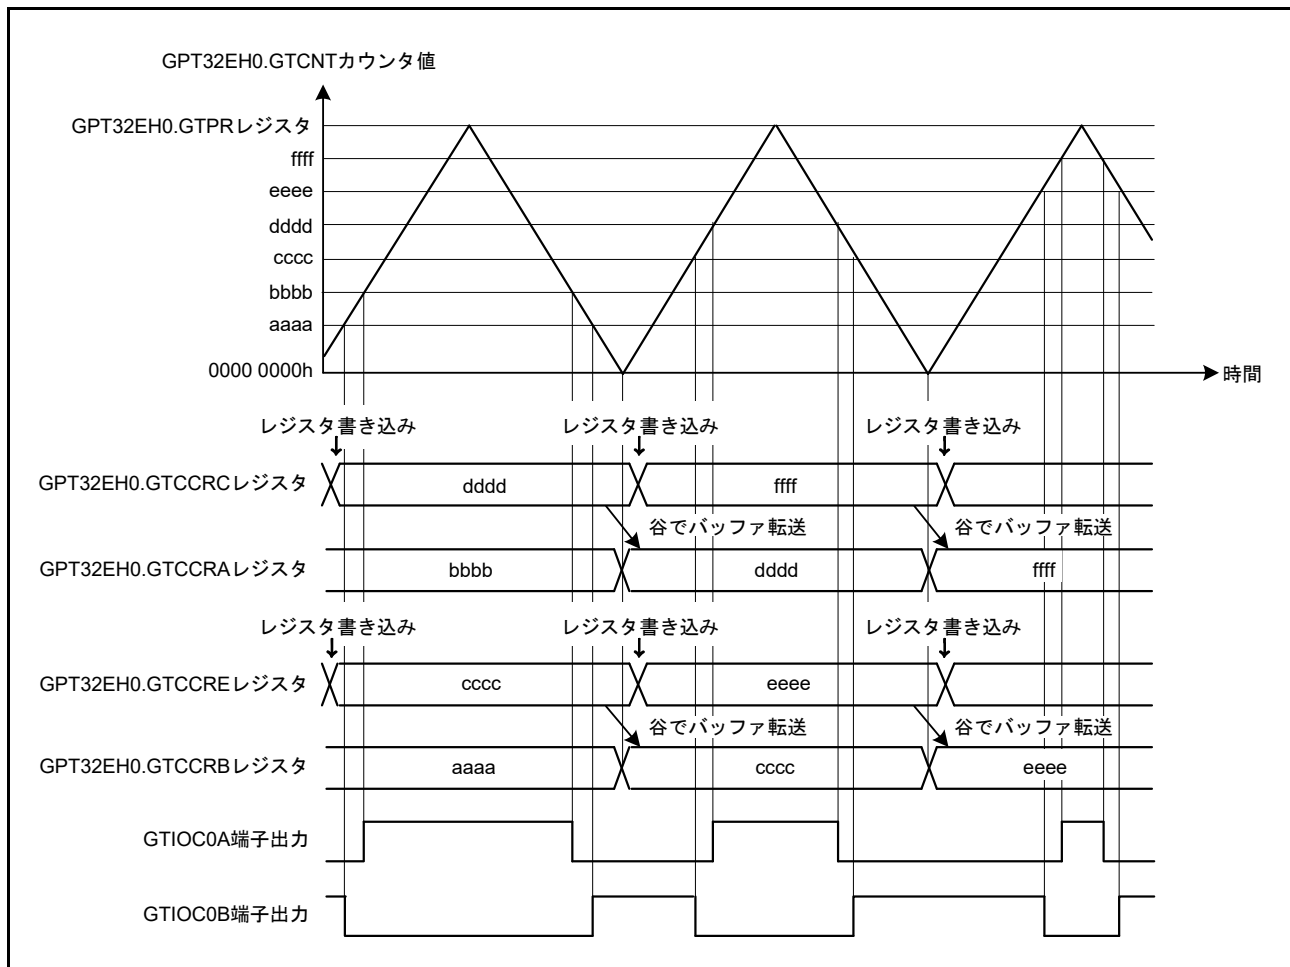 GPT32EH0.GTCNTカウンタ値
GPT32EH0.GTPRレジスタ
ffff
eeee
dddd
cccc
bbbb
aaaa
0000 0000h
時間
レジスタ書き込み レジスタ書き込み レジスタ書き込み
GPT32EH0.GTCCRCレジスタ dddd ffff
谷でバッファ転送 谷でバッファ転送
GPT32EH0.GTCCRAレジスタ bbbb dddd ffff
レジスタ書き込み レジスタ書き込み レジスタ書き込み
GPT32EH0.GTCCREレジスタ cccc eeee
谷でバッファ転送 谷でバッファ転送
GPT32EH0.GTCCRBレジスタ aaaa cccc eeee
GTIOC0A端子出力
GTIOC0B端子出力